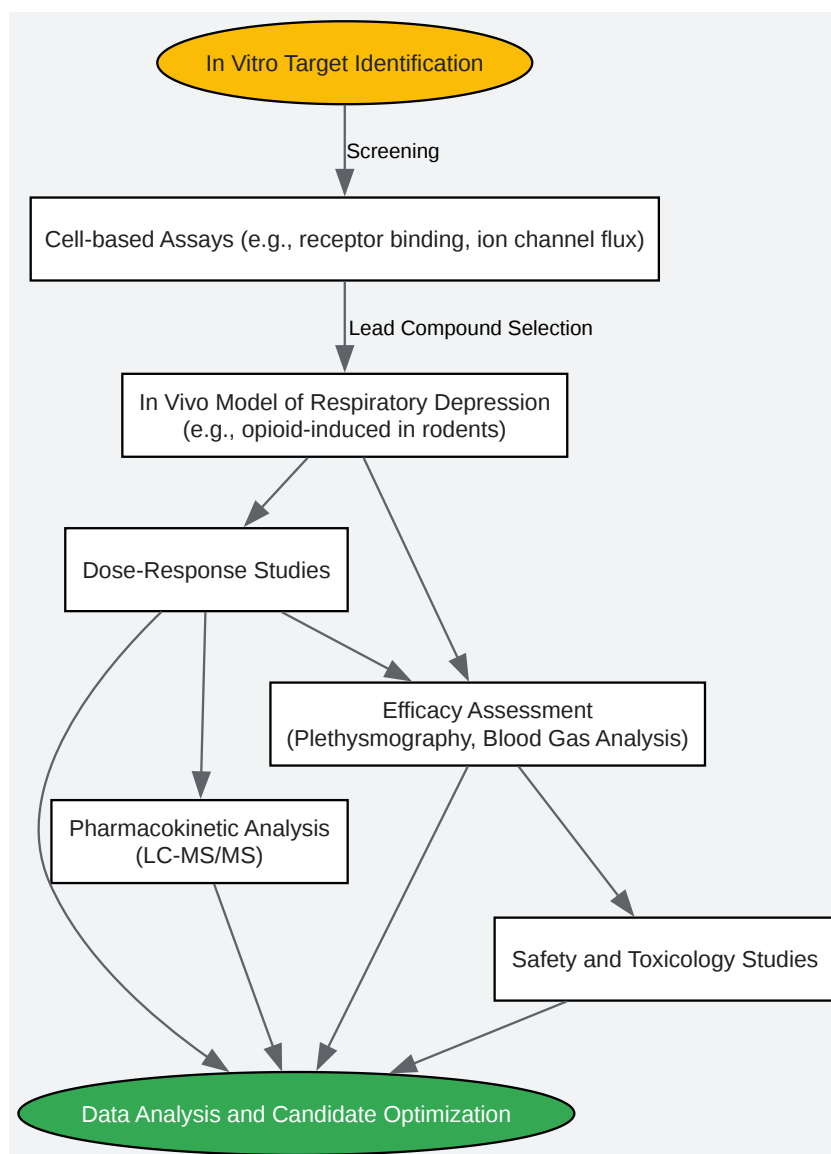 In Vitro Target Identification
Screening
Cell-based Assays (e.g., receptor binding, ion channel flux)
Lead Compound Selection
In Vivo Model of Respiratory Depression
(e.g., opioid-induced in rodents)
Dose-Response Studies
Efficacy Assessment
(Plethysmography, Blood Gas Analysis)
Pharmacokinetic Analysis
(LC-MS/MS)
Safety and Toxicology Studies
Data Analysis and Candidate Optimization